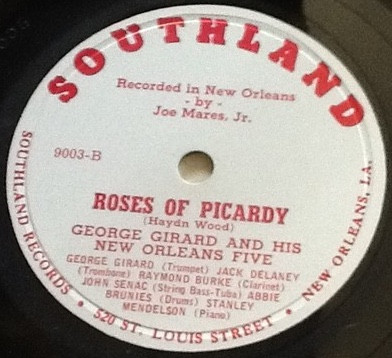 SOUTHLAND
Recorded in New Orleans
- by -
Joe Mares, Jr.
9003-B
ROSES OF PICARDY
(Haydn Wood)
GEORGE GIRARD AND HIS
NEW ORLEANS FIVE
GEORGE GIRARD (Trumpet) JACK DELANEY
(Trombone) RAYMOND BURKE (Clarinet)
JOHN SENAC (String Bass-Tuba) ABBIE
BRUNIES (Drums) STANLEY
MENDELSON (Piano)
SOUTHLAND RECORDS • 520 ST. LOUIS STREET • NEW ORLEANS, LA.